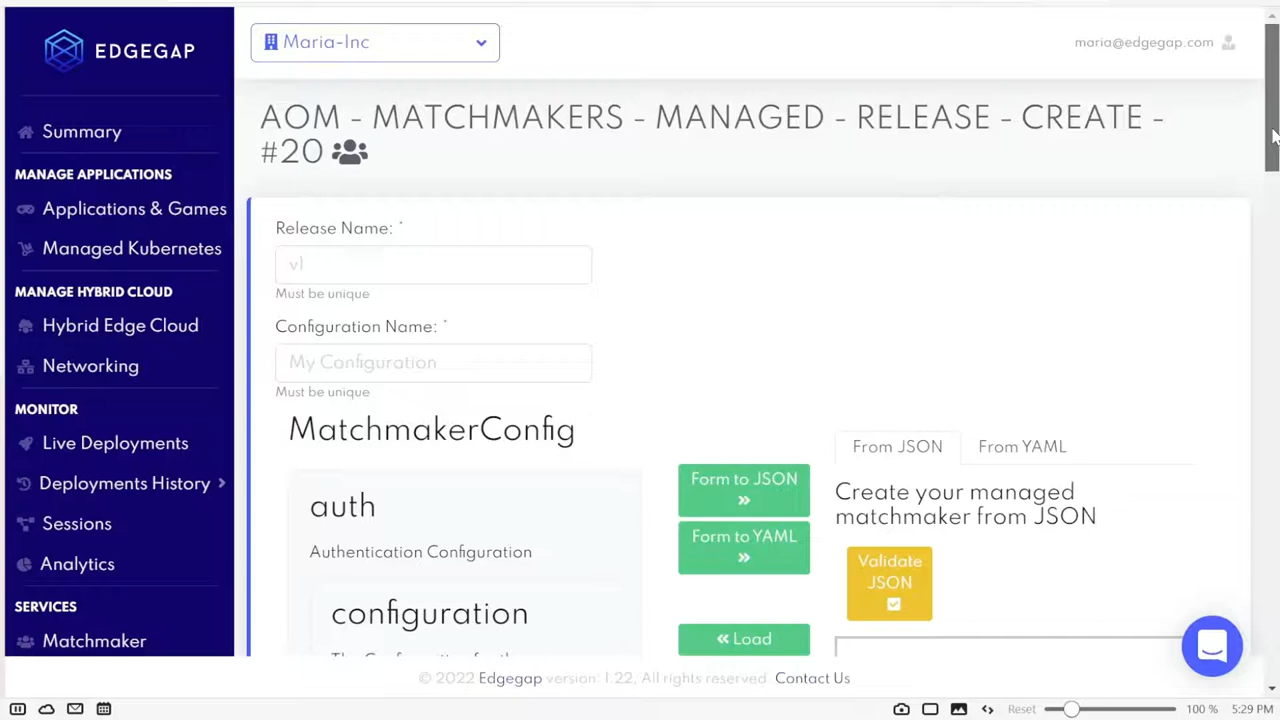 EDGEGAP
Maria-Inc
maria@edgegap.com
Summary
MANAGE APPLICATIONS
Applications & Games
Managed Kubernetes
MANAGE HYBRID CLOUD
Hybrid Edge Cloud
Networking
MONITOR
Live Deployments
Deployments History
Sessions
Analytics
SERVICES
Matchmaker
AOM - MATCHMAKERS - MANAGED - RELEASE - CREATE -
#20
Release Name: *
v1
Must be unique
Configuration Name: *
My Configuration
Must be unique
MatchmakerConfig
auth
Authentication Configuration
configuration
Form to JSON
Form to YAML
Load
From JSON From YAML
Create your managed
matchmaker from JSON
Validate
JSON
© 2022 Edgegap version: 1.22, All rights reserved Contact Us
Reset 100 % 5:29 PM